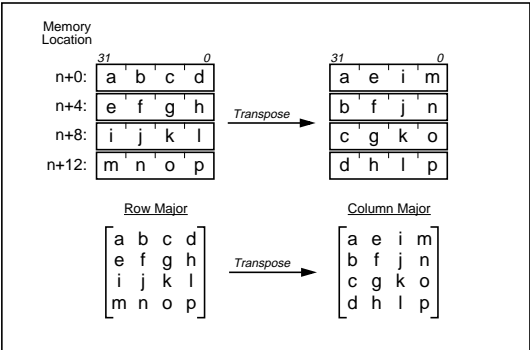 Memory
Location
31 0 31 0
n+0: a b c d a e i m
n+4: e f g h b f j n
Transpose
n+8: i j k l c g k o
n+12: m n o p d h l p
Row Major Column Major
a b c d a e i m
e f g h b f j n
Transpose
i j k l c g k o
m n o p d h l p